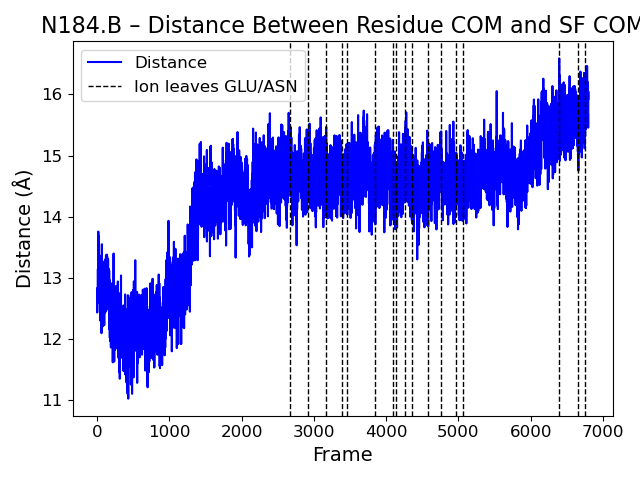 N184.B – Distance Between Residue COM and SF COM
Distance
Ion leaves GLU/ASN
Distance (Å)
16
15
14
13
12
11
0 1000 2000 3000 4000 5000 6000 7000
Frame